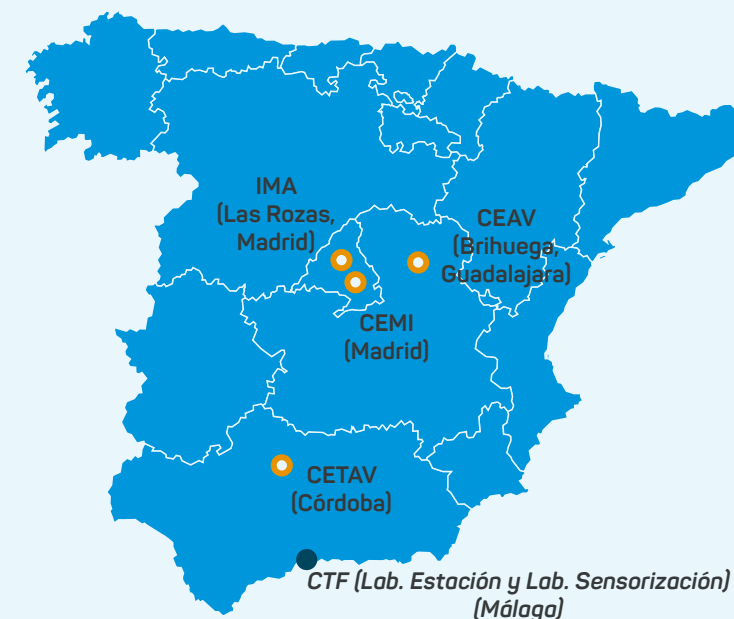 IMA
(Las Rozas,
Madrid)
CEAV
(Brihuega,
Guadalajara)
CEMI
(Madrid)
CETAV
(Córdoba)
CTF (Lab. Estación y Lab. Sensorización)
(Málaga)